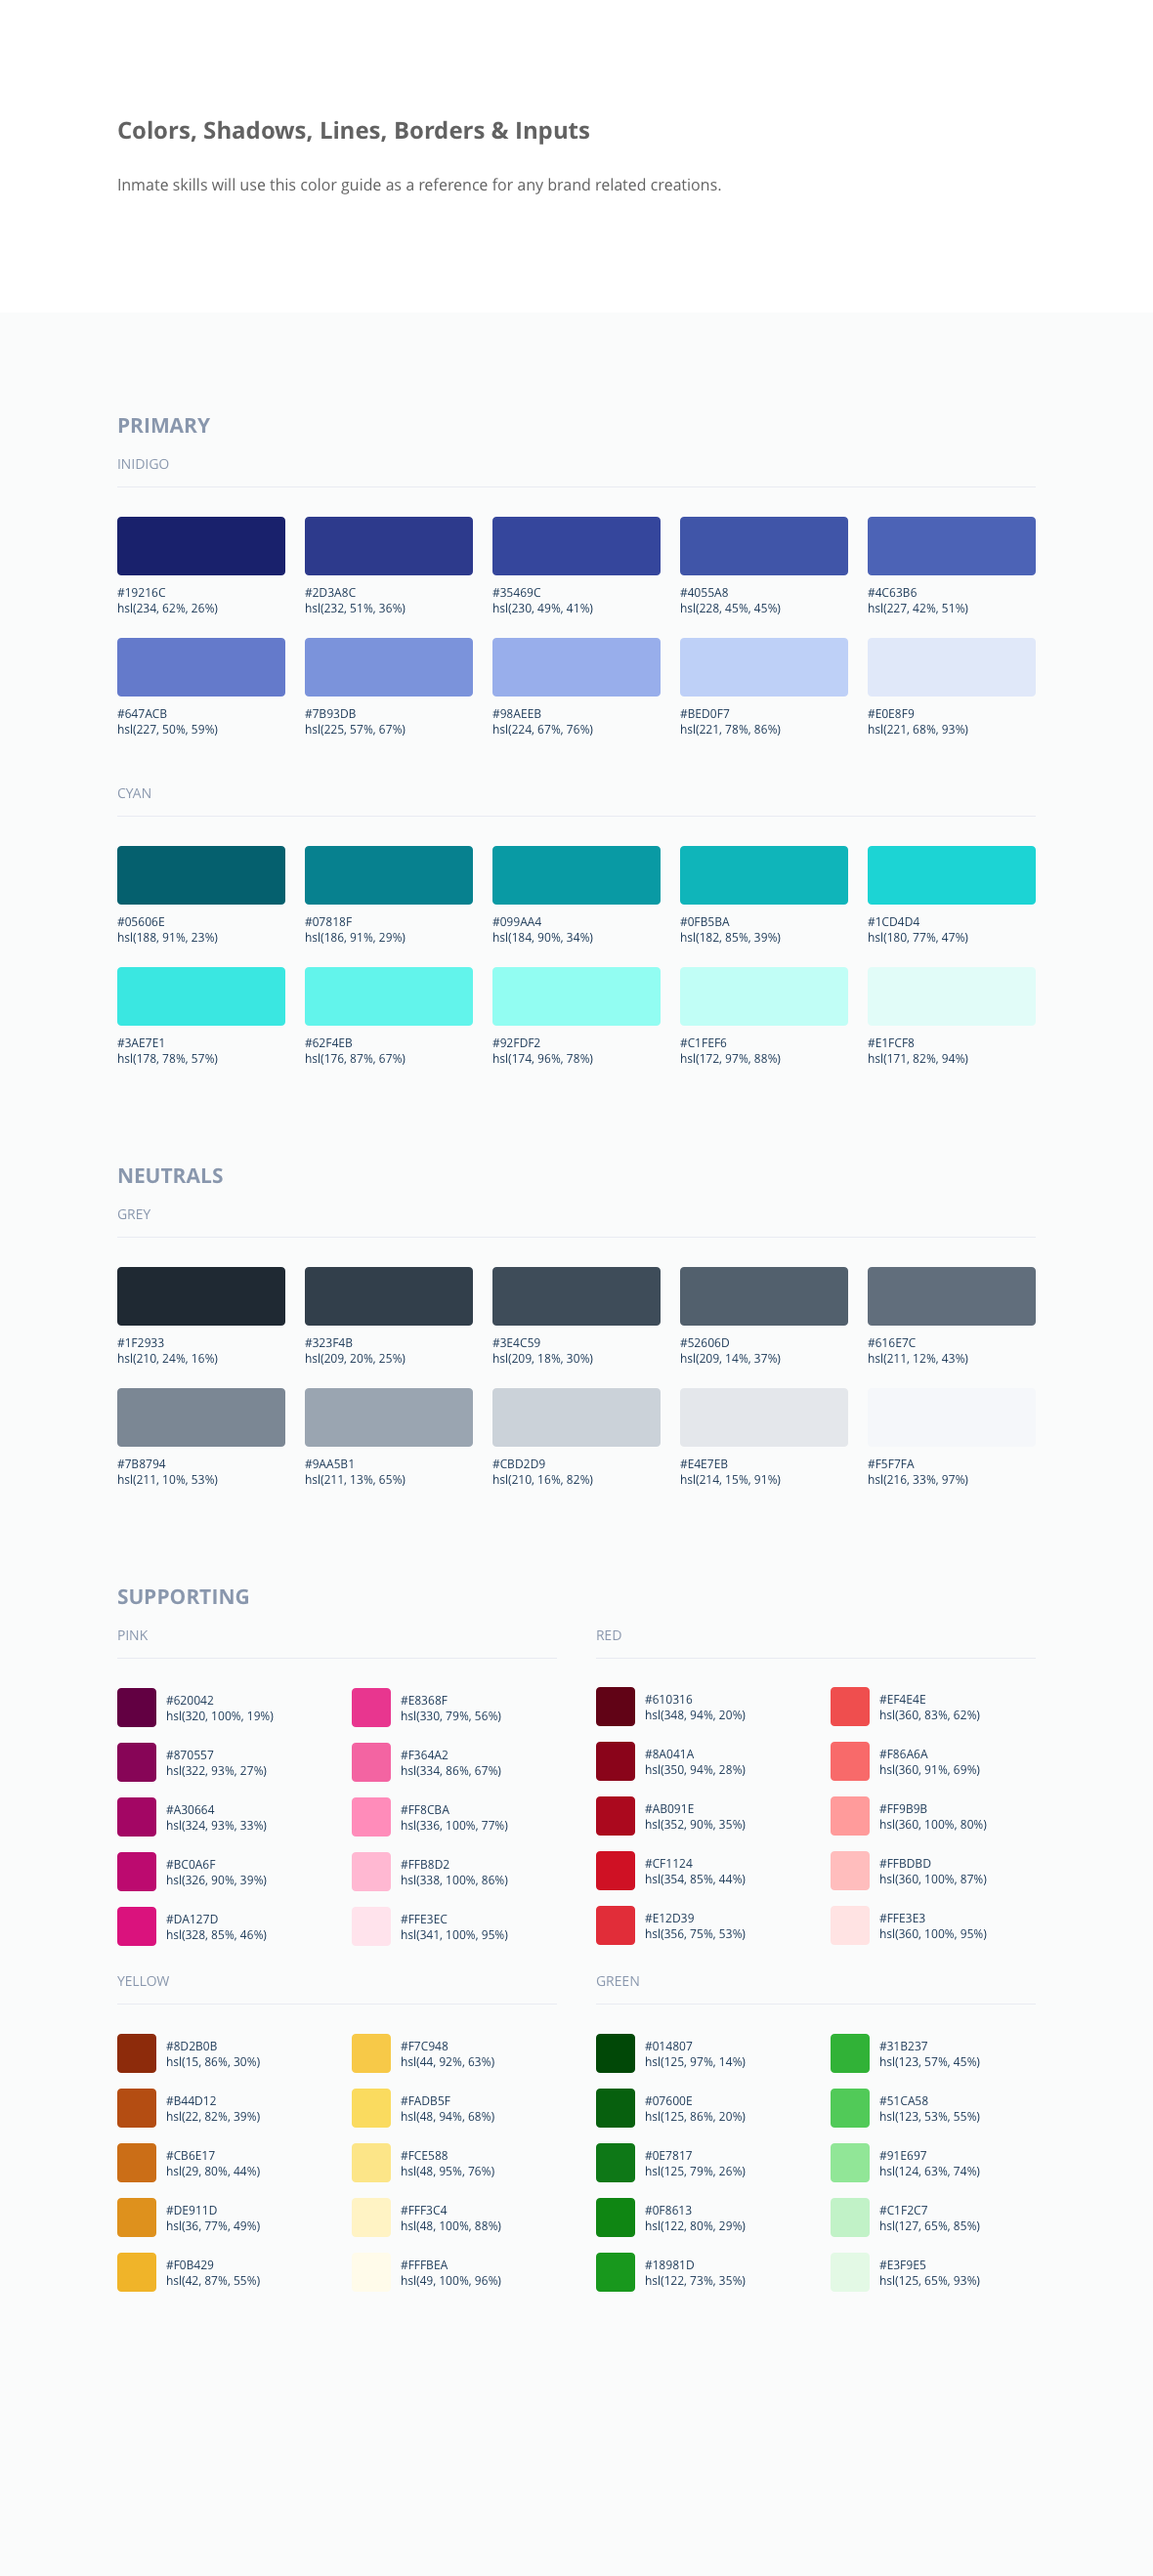 Colors, Shadows, Lines, Borders & Inputs
Inmate skills will use this color guide as a reference for any brand related creations.
PRIMARY
INIDIGO
#19216C
hsl(234, 62%, 26%)
#2D3A8C
hsl(232, 51%, 36%)
#35469C
hsl(230, 49%, 41%)
#4055A8
hsl(228, 45%, 45%)
#4C63B6
hsl(227, 42%, 51%)
#647ACB
hsl(227, 50%, 59%)
#7B93DB
hsl(225, 57%, 67%)
#98AEEB
hsl(224, 67%, 76%)
#BED0F7
hsl(221, 78%, 86%)
#E0E8F9
hsl(221, 68%, 93%)
CYAN
#05606E
hsl(188, 91%, 23%)
#07818F
hsl(186, 91%, 29%)
#099AA4
hsl(184, 90%, 34%)
#0FB5BA
hsl(182, 85%, 39%)
#1CD4D4
hsl(180, 77%, 47%)
#3AE7E1
hsl(178, 78%, 57%)
#62F4EB
hsl(176, 87%, 67%)
#92FDF2
hsl(174, 96%, 78%)
#C1FEF6
hsl(172, 97%, 88%)
#E1FCF8
hsl(171, 82%, 94%)
NEUTRALS
GREY
#1F2933
hsl(210, 24%, 16%)
#323F4B
hsl(209, 20%, 25%)
#3E4C59
hsl(209, 18%, 30%)
#52606D
hsl(209, 14%, 37%)
#616E7C
hsl(211, 12%, 43%)
#7B8794
hsl(211, 10%, 53%)
#9AA5B1
hsl(211, 13%, 65%)
#CBD2D9
hsl(210, 16%, 82%)
#E4E7EB
hsl(214, 15%, 91%)
#F5F7FA
hsl(216, 33%, 97%)
SUPPORTING
PINK
#620042
hsl(320, 100%, 19%)
#870557
hsl(322, 93%, 27%)
#A30664
hsl(324, 93%, 33%)
#BC0A6F
hsl(326, 90%, 39%)
#DA127D
hsl(328, 85%, 46%)
#E8368F
hsl(330, 79%, 56%)
#F364A2
hsl(334, 86%, 67%)
#FF8CBA
hsl(336, 100%, 77%)
#FFB8D2
hsl(338, 100%, 86%)
#FFE3EC
hsl(341, 100%, 95%)
RED
#610316
hsl(348, 94%, 20%)
#8A041A
hsl(350, 94%, 28%)
#AB091E
hsl(352, 90%, 35%)
#CF1124
hsl(354, 85%, 44%)
#E12D39
hsl(356, 75%, 53%)
#EF4E4E
hsl(360, 83%, 62%)
#F86A6A
hsl(360, 91%, 69%)
#FF9B9B
hsl(360, 100%, 80%)
#FFBDBD
hsl(360, 100%, 87%)
#FFE3E3
hsl(360, 100%, 95%)
YELLOW
#8D2B0B
hsl(15, 86%, 30%)
#B44D12
hsl(22, 82%, 39%)
#CB6E17
hsl(29, 80%, 44%)
#DE911D
hsl(36, 77%, 49%)
#F0B429
hsl(42, 87%, 55%)
#F7C948
hsl(44, 92%, 63%)
#FADB5F
hsl(48, 94%, 68%)
#FCE588
hsl(48, 95%, 76%)
#FFF3C4
hsl(48, 100%, 88%)
#FFFBEA
hsl(49, 100%, 96%)
GREEN
#014807
hsl(125, 97%, 14%)
#07600E
hsl(125, 86%, 20%)
#0E7817
hsl(125, 79%, 26%)
#0F8613
hsl(122, 80%, 29%)
#18981D
hsl(122, 73%, 35%)
#31B237
hsl(123, 57%, 45%)
#51CA58
hsl(123, 53%, 55%)
#91E697
hsl(124, 63%, 74%)
#C1F2C7
hsl(127, 65%, 85%)
#E3F9E5
hsl(125, 65%, 93%)